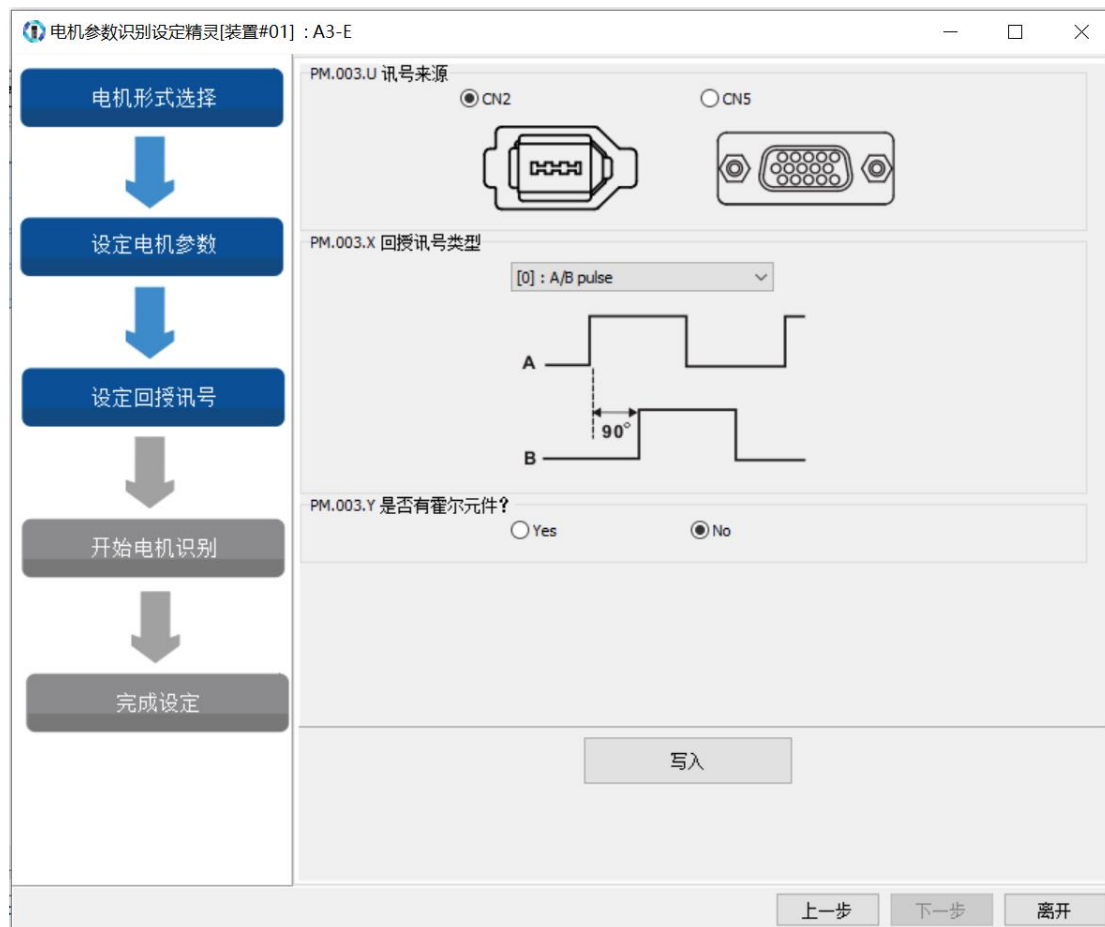 电机参数识别设定精灵[装置#01] : A3-E
电机形式选择
设定电机参数
设定回授讯号
开始电机识别
完成设定
PM.003.U 讯号来源
CN2 CN5
PM.003.X 回授讯号类型
[0] : A/B pulse
A
90°
B
PM.003.Y 是否有霍尔元件?
Yes No
写入
上一步 下一步 离开